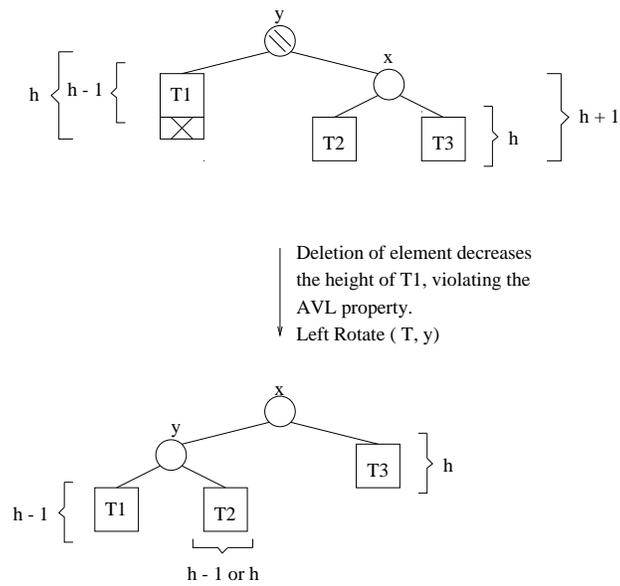 y
x
h
h - 1
T1
T2
T3
h
h + 1
Deletion of element decreases
the height of T1, violating the
AVL property.
Left Rotate ( T, y)
x
y
T3
h
h - 1
T1
T2
h - 1 or h